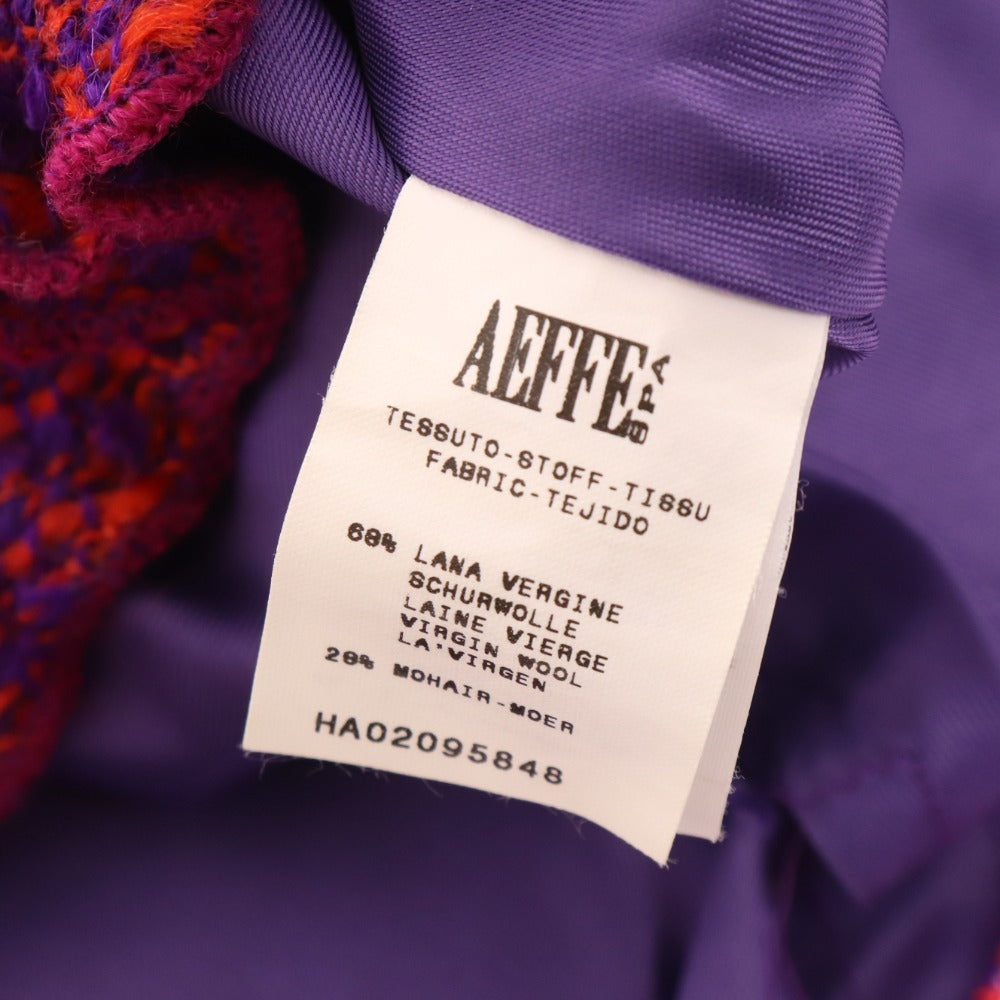 AEFFE SPA
TESSUTO-STOFF-TISSU
FABRIC-TEJIDO
68% LANA VERGINE
SCHURWOLLE
LAINE VIERGE
VIRGIN WOOL
LA'VIRGEN
28% MOHAIR-MOER
HA02095848